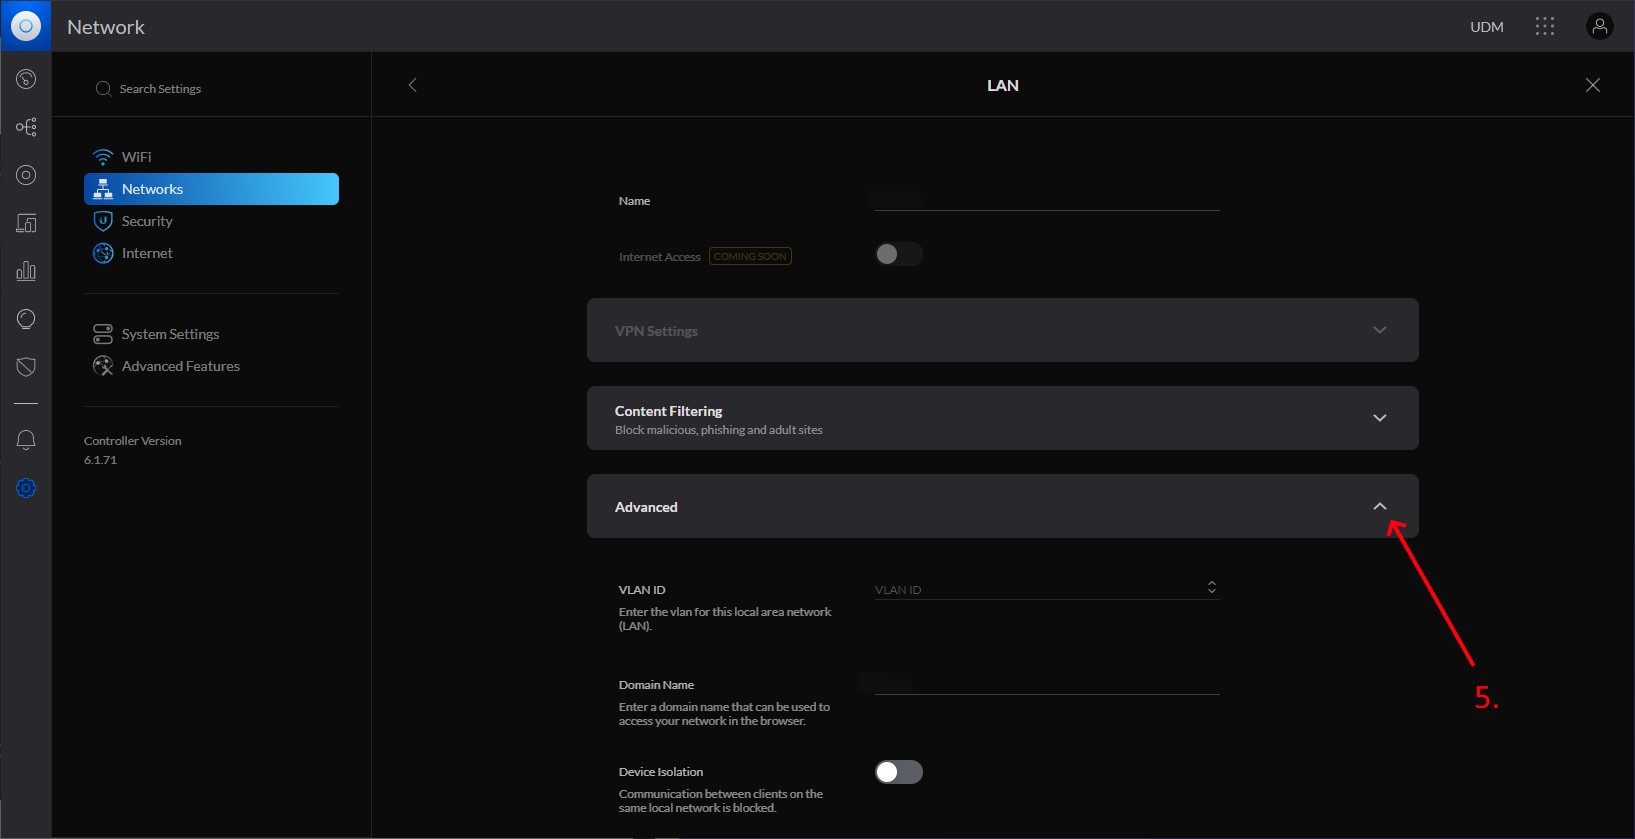 Network
UDM
Search Settings
LAN
WiFi
Networks
Security
Internet
System Settings
Advanced Features
Controller Version
6.1.71
Name
Internet Access COMING SOON
VPN Settings
Content Filtering
Block malicious, phishing and adult sites
Advanced
VLAN ID
VLAN ID
Enter the vlan for this local area network
(LAN).
5.
Domain Name
Enter a domain name that can be used to
access your network in the browser.
Device Isolation
Communication between clients on the
same local network is blocked.